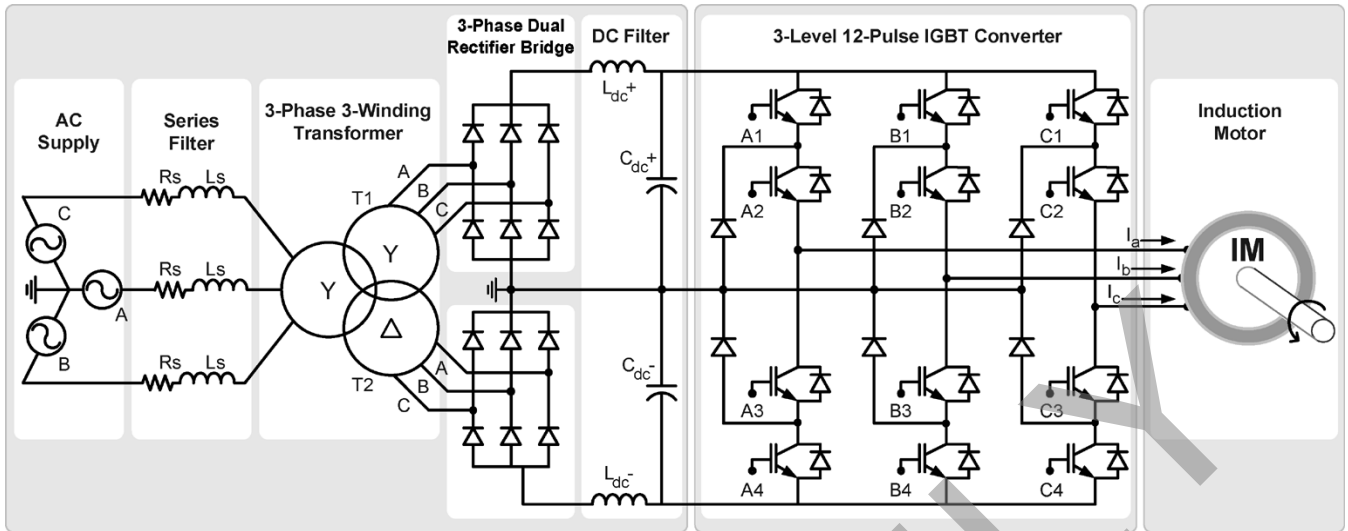 3-Phase Dual
Rectifier Bridge
DC Filter
3-Level 12-Pulse IGBT Converter
AC
Supply
Series
Filter
3-Phase 3-Winding
Transformer
Induction
Motor
Ldc+
A1
B1
C1
Cdc+
A2
B2
C2
Rs Ls
C
A
B
C
T1
Y
Y
Rs Ls
A
Ia
Ib
Ic
IM
B
Δ
Rs Ls
T2
A
B
C
Cdc-
A3
B3
C3
Ldc-
A4
B4
C4